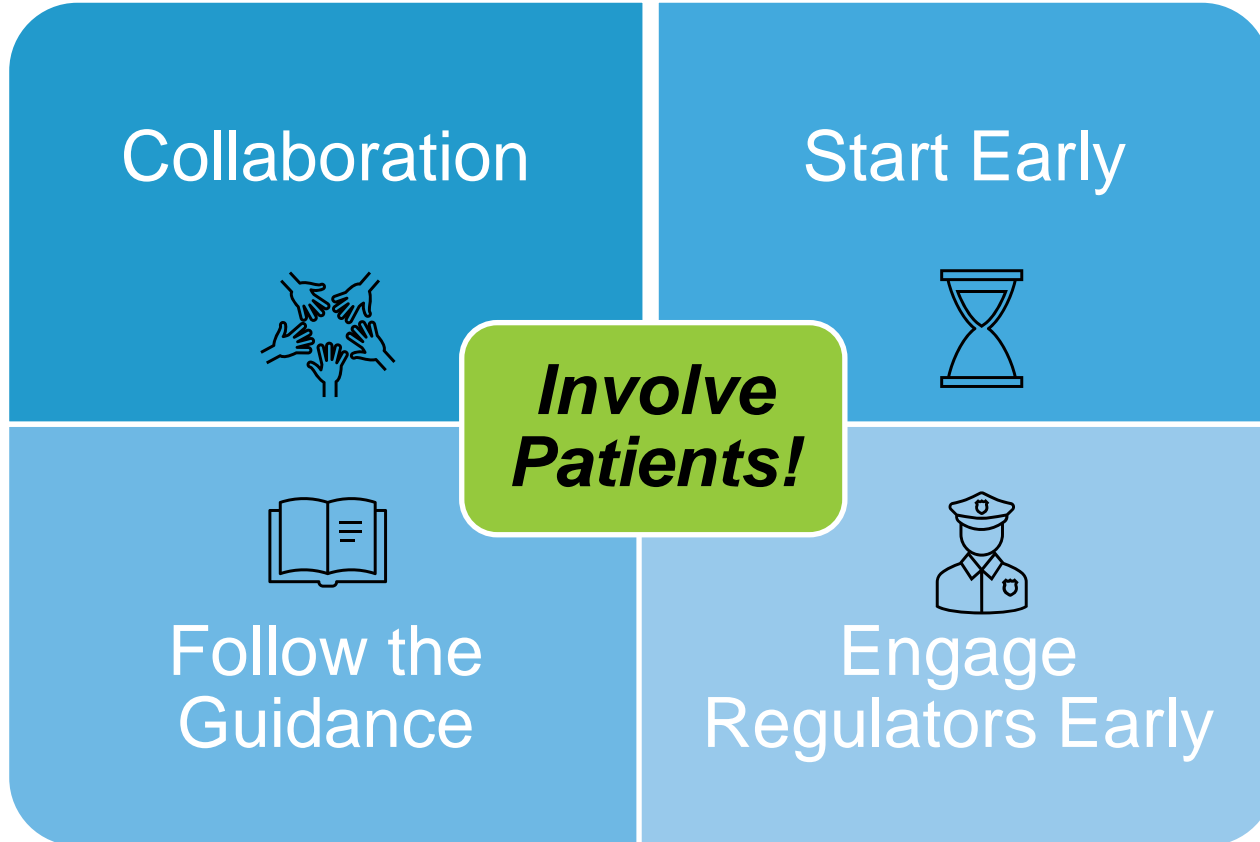 Collaboration
Start Early
Involve
Patients!
Follow the
Guidance
Engage
Regulators Early